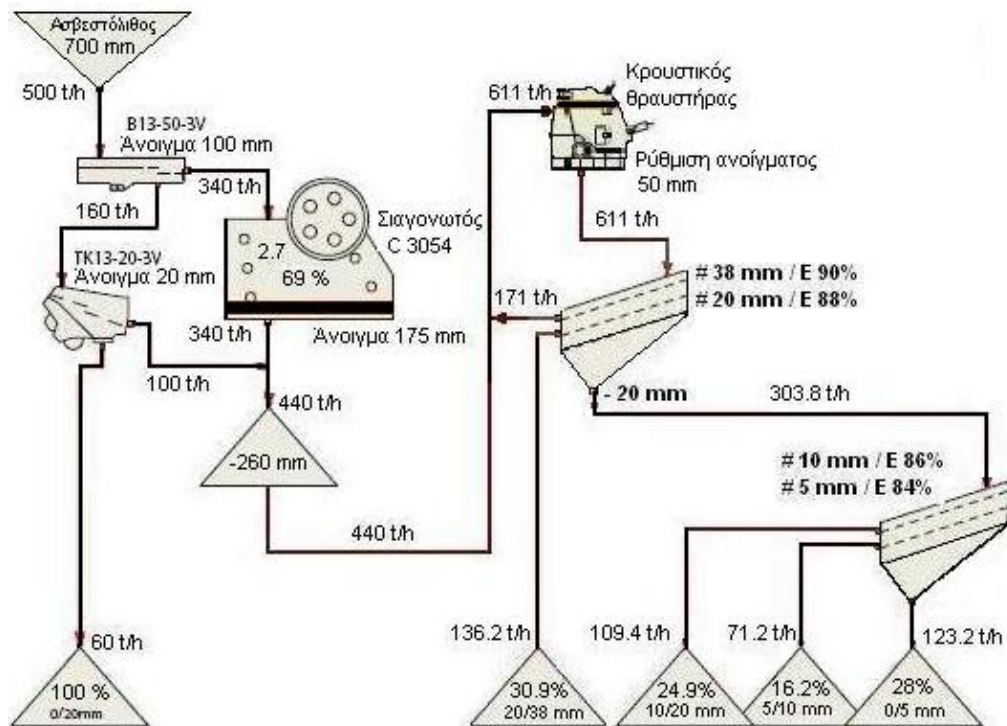 Ασβεστόλιθος
700 mm
500 t/h
B13-50-3V
Άνοιγμα 100 mm
340 t/h
160 t/h
TK13-20-3V
Άνοιγμα 20 mm
2.7
69 %
Σιαγονωτός
C 3054
340 t/h
Άνοιγμα 175 mm
100 t/h
440 t/h
-260 mm
440 t/h
60 t/h
100 %
0/20mm
611 t/h
Κρουστικός
θραυστήρας
Ρύθμιση ανοίγματος
50 mm
611 t/h
# 38 mm / E 90%
# 20 mm / E 88%
171 t/h
- 20 mm
303.8 t/h
# 10 mm / E 86%
# 5 mm / E 84%
136.2 t/h
109.4 t/h
71.2 t/h
123.2 t/h
30.9%
20/38 mm
24.9%
10/20 mm
16.2%
5/10 mm
28%
0/5 mm